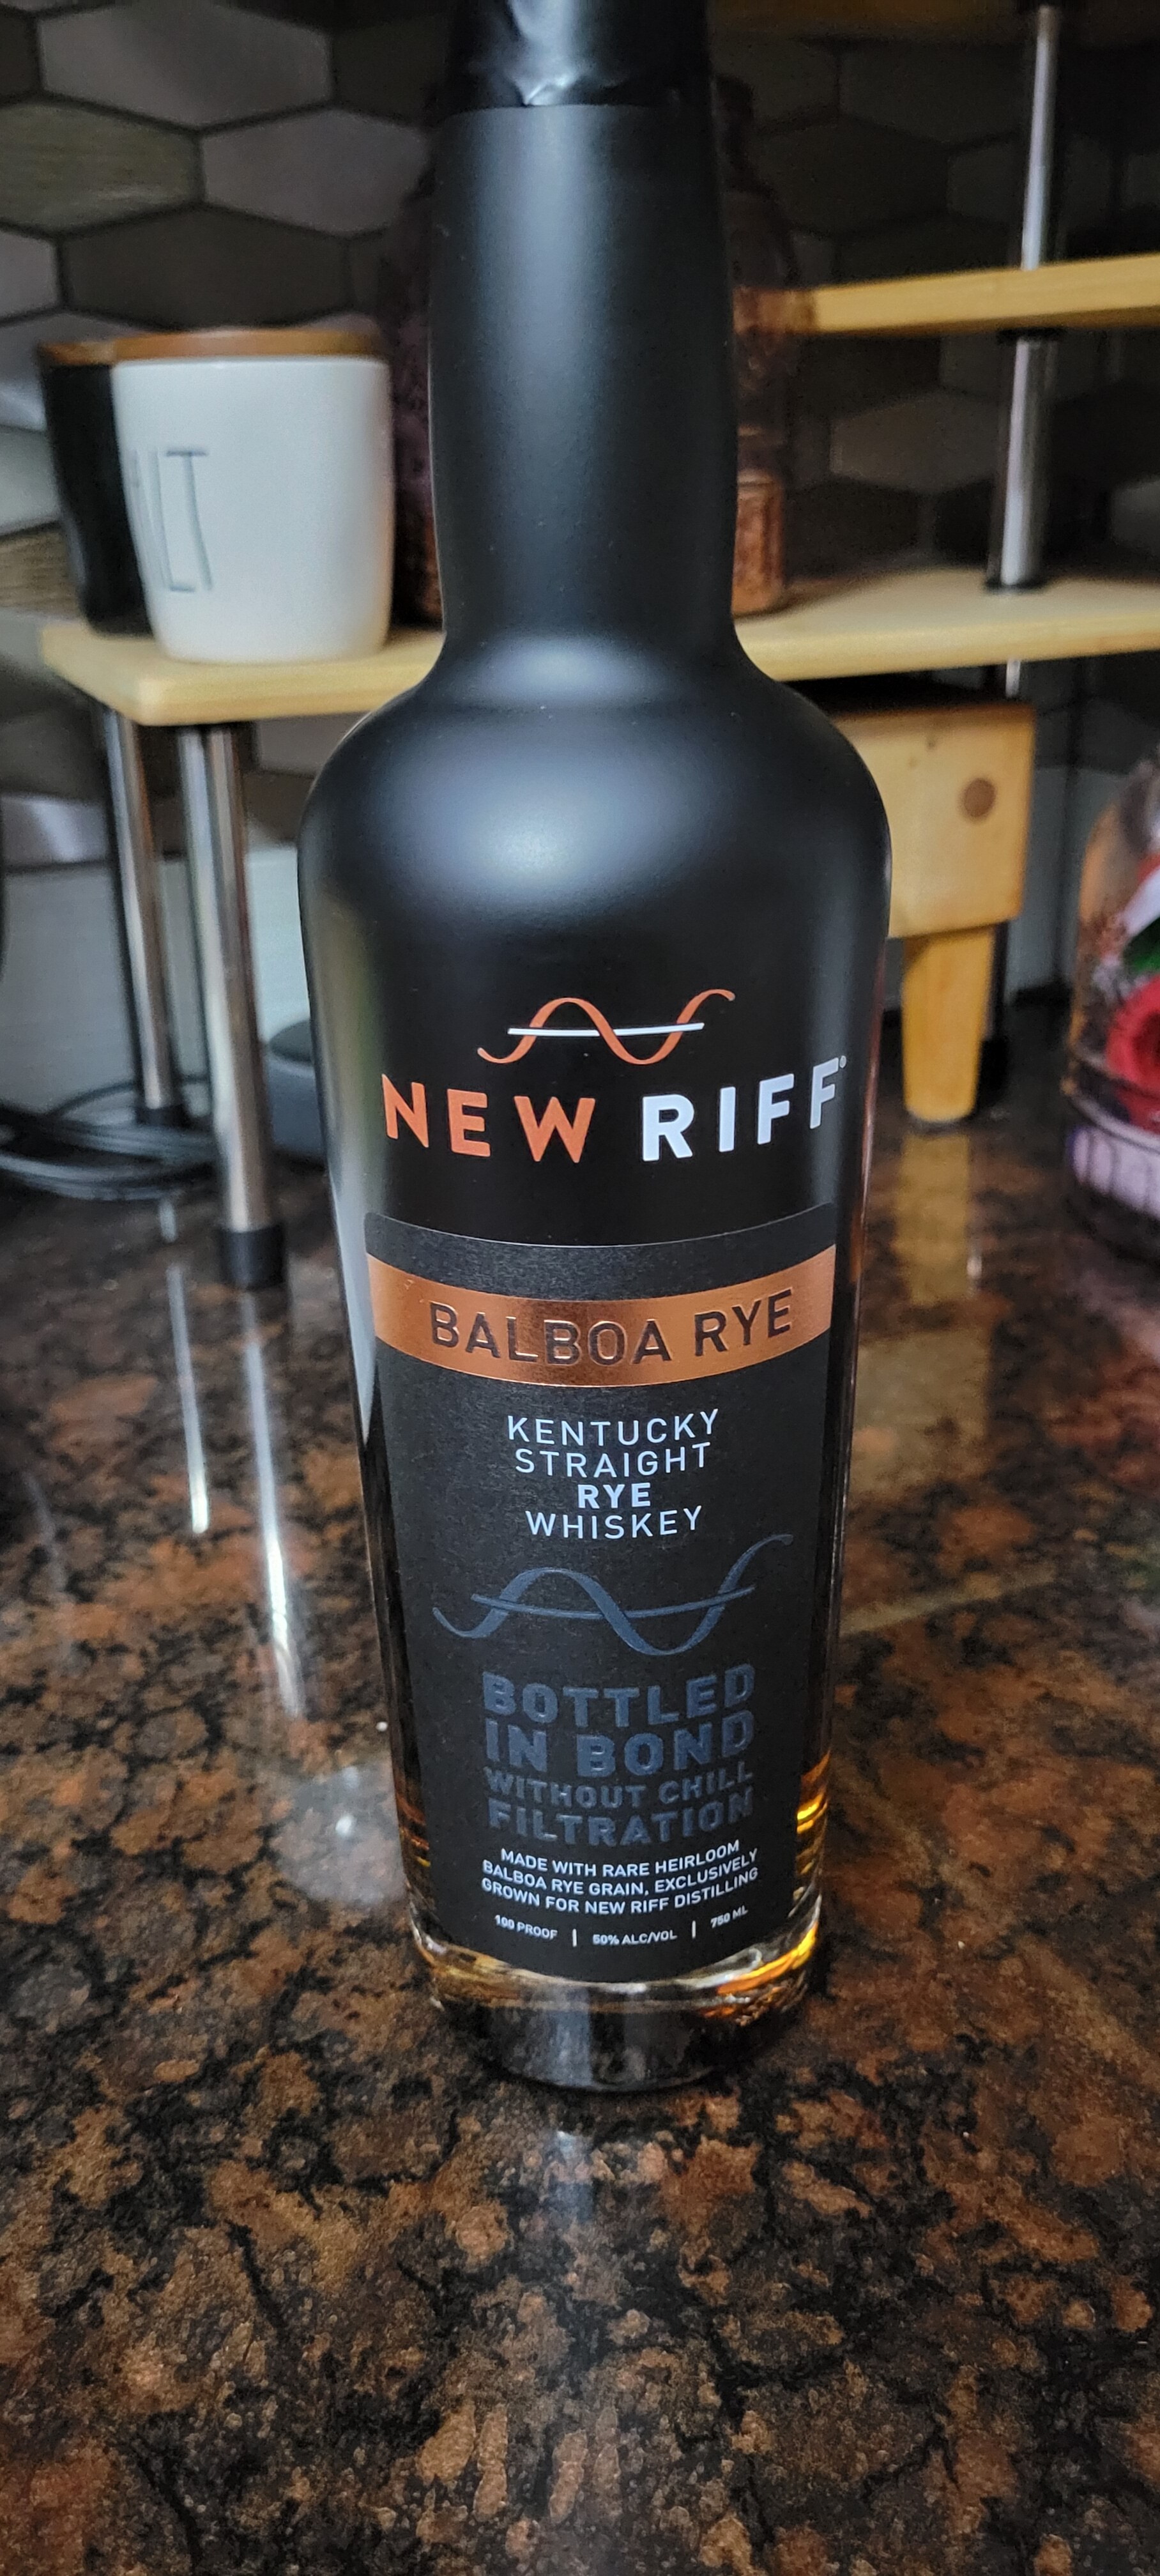 NEW RIFF®
BALBOA RYE
KENTUCKY
STRAIGHT
RYE
WHISKEY
BOTTLED
IN BOND
WITHOUT CHILL
FILTRATION
MADE WITH RARE HEIRLOOM
BALBOA RYE GRAIN, EXCLUSIVELY
GROWN FOR NEW RIFF DISTILLING
100 PROOF | 50% ALC/VOL | 750 ML